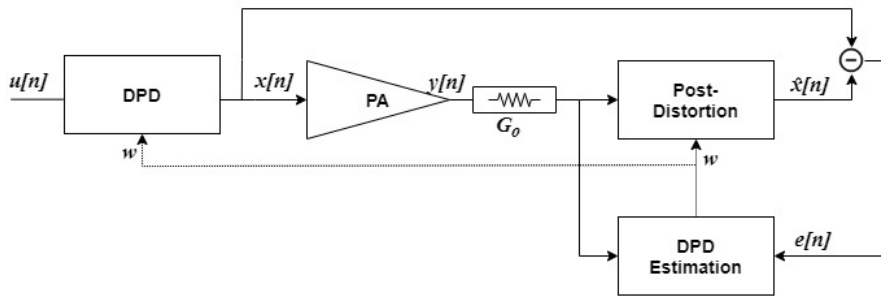 u[n]
DPD
x[n]
PA
y[n]
G₀
Post-
Distortion
x̂[n]
w
w
DPD
Estimation
e[n]